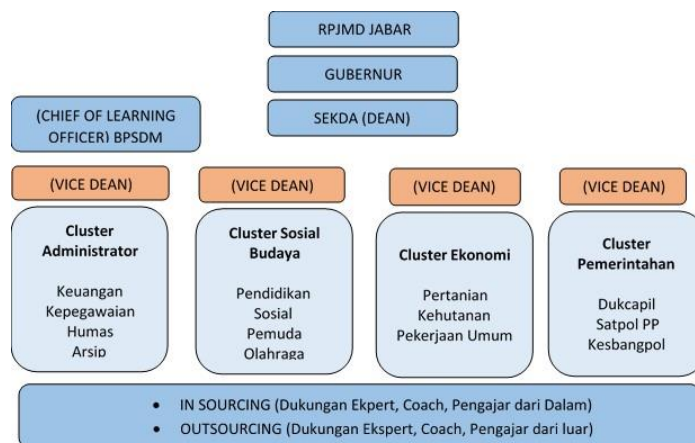 RPJMD JABAR
GUBERNUR
(CHIEF OF LEARNING
OFFICER) BPSDM
SEKDA (DEAN)
(VICE DEAN)
(VICE DEAN)
(VICE DEAN)
(VICE DEAN)
Cluster
Administrator
Keuangan
Kepegawaian
Humas
Arsip
Cluster Sosial
Budaya
Pendidikan
Sosial
Pemuda
Olahraga
Cluster Ekonomi
Pertanian
Kehutanan
Pekerjaan Umum
Cluster
Pemerintahan
Dukcapil
Satpol PP
Kesbangpol
• IN SOURCING (Dukungan Ekpert, Coach, Pengajar dari Dalam)
• OUTSOURCING (Dukungan Ekspert, Coach, Pengajar dari luar)